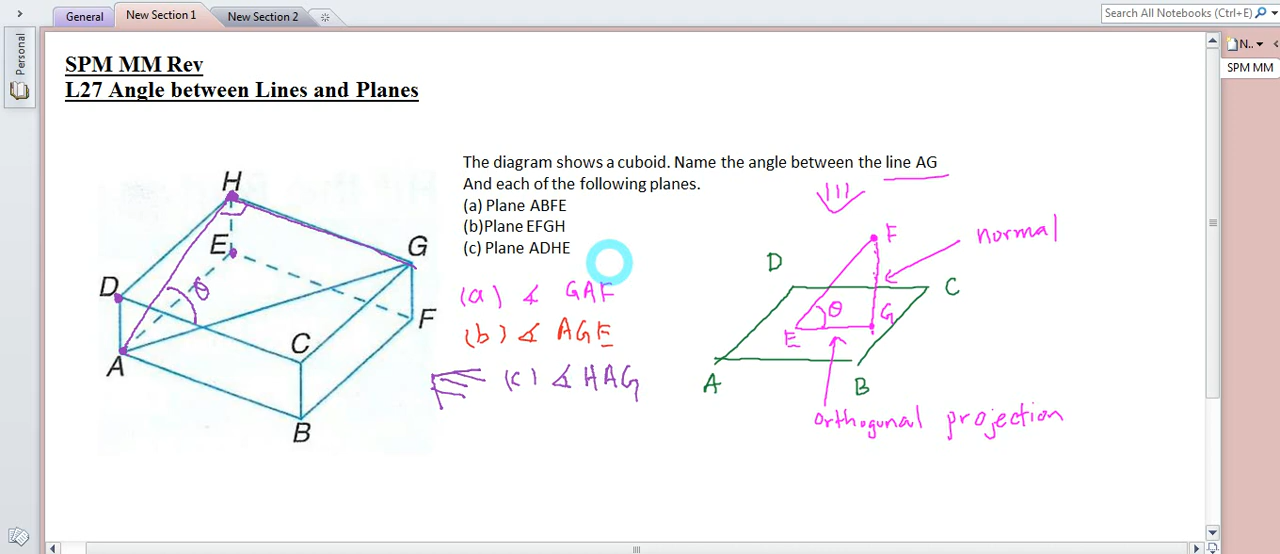 General
New Section 1
New Section 2
Search All Notebooks (Ctrl+E)
Personal
N..
SPM MM
SPM MM Rev
L27 Angle between Lines and Planes
The diagram shows a cuboid. Name the angle between the line AG
And each of the following planes.
(a) Plane ABFE
(b)Plane EFGH
(c) Plane ADHE
H
E
G
D
θ
F
C
A
B
(a) ∡ GAF
(b) ∡ AGE
(c) ∡ HAG
F
normal
D
C
θ
G
E
A
B
orthogunal projection